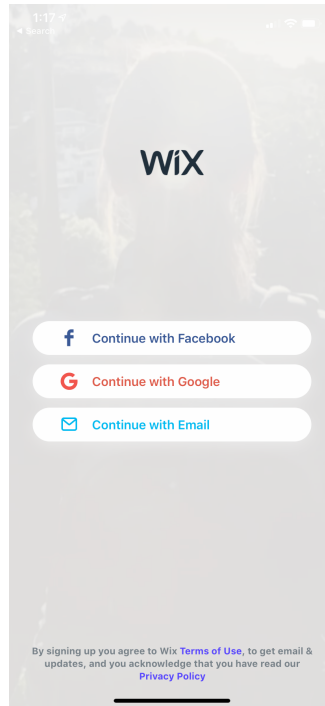 1:17
◀ Search
WiX
Continue with Facebook
Continue with Google
Continue with Email
By signing up you agree to Wix Terms of Use, to get email &
updates, and you acknowledge that you have read our
Privacy Policy